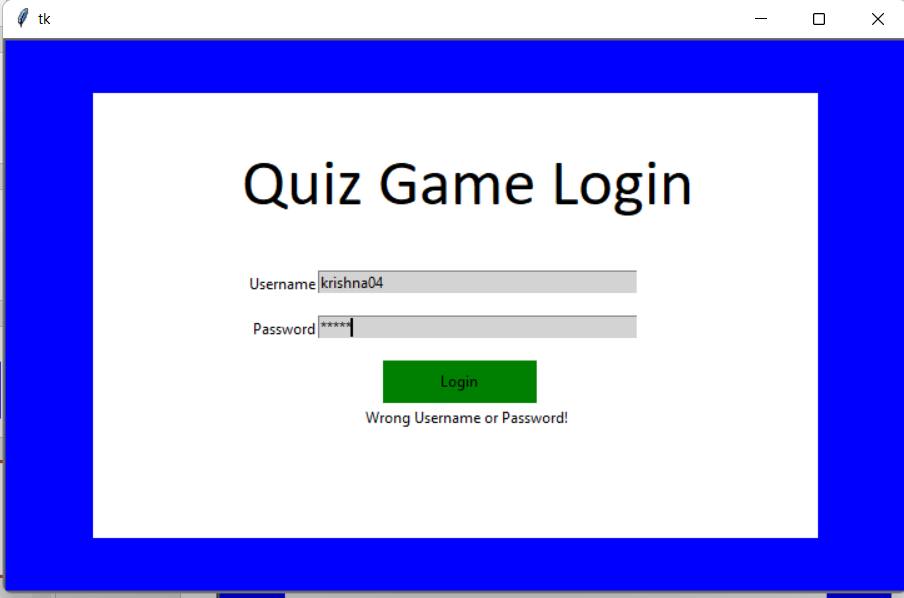 tk
Quiz Game Login
Username krishna04
Password *****
Login
Wrong Username or Password!